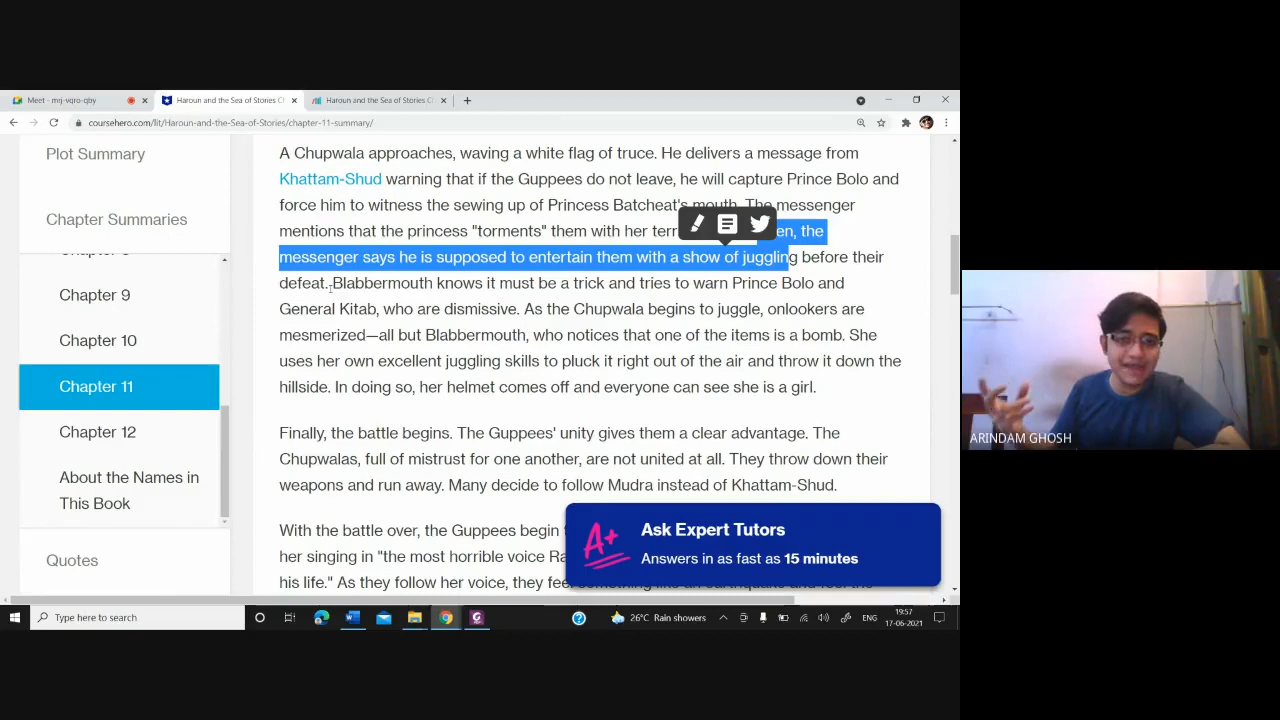 Meet - mrj-vqro-qby
Haroun and the Sea of Stories Ch
Haroun and the Sea of Stories C
coursehero.com/lit/Haroun-and-the-Sea-of-Stories/chapter-11-summary/
Plot Summary
Chapter Summaries
Chapter 9
Chapter 10
Chapter 11
Chapter 12
About the Names in
This Book
Quotes
A Chupwala approaches, waving a white flag of truce. He delivers a message from
Khattam-Shud warning that if the Guppees do not leave, he will capture Prince Bolo and
force him to witness the sewing up of Princess Batcheat's mouth. The messenger
mentions that the princess "torments" them with her terr en, the
messenger says he is supposed to entertain them with a show of juggling before their
defeat. Blabbermouth knows it must be a trick and tries to warn Prince Bolo and
General Kitab, who are dismissive. As the Chupwala begins to juggle, onlookers are
mesmerized—all but Blabbermouth, who notices that one of the items is a bomb. She
uses her own excellent juggling skills to pluck it right out of the air and throw it down the
hillside. In doing so, her helmet comes off and everyone can see she is a girl.
Finally, the battle begins. The Guppees' unity gives them a clear advantage. The
Chupwalas, full of mistrust for one another, are not united at all. They throw down their
weapons and run away. Many decide to follow Mudra instead of Khattam-Shud.
With the battle over, the Guppees begin
her singing in "the most horrible voice Ra
his life." As they follow her voice, they feel something like an earthquake and feel the
A+
Ask Expert Tutors
Answers in as fast as 15 minutes
ARINDAM GHOSH
Type here to search
26°C Rain showers
ENG
19:57
17-06-2021